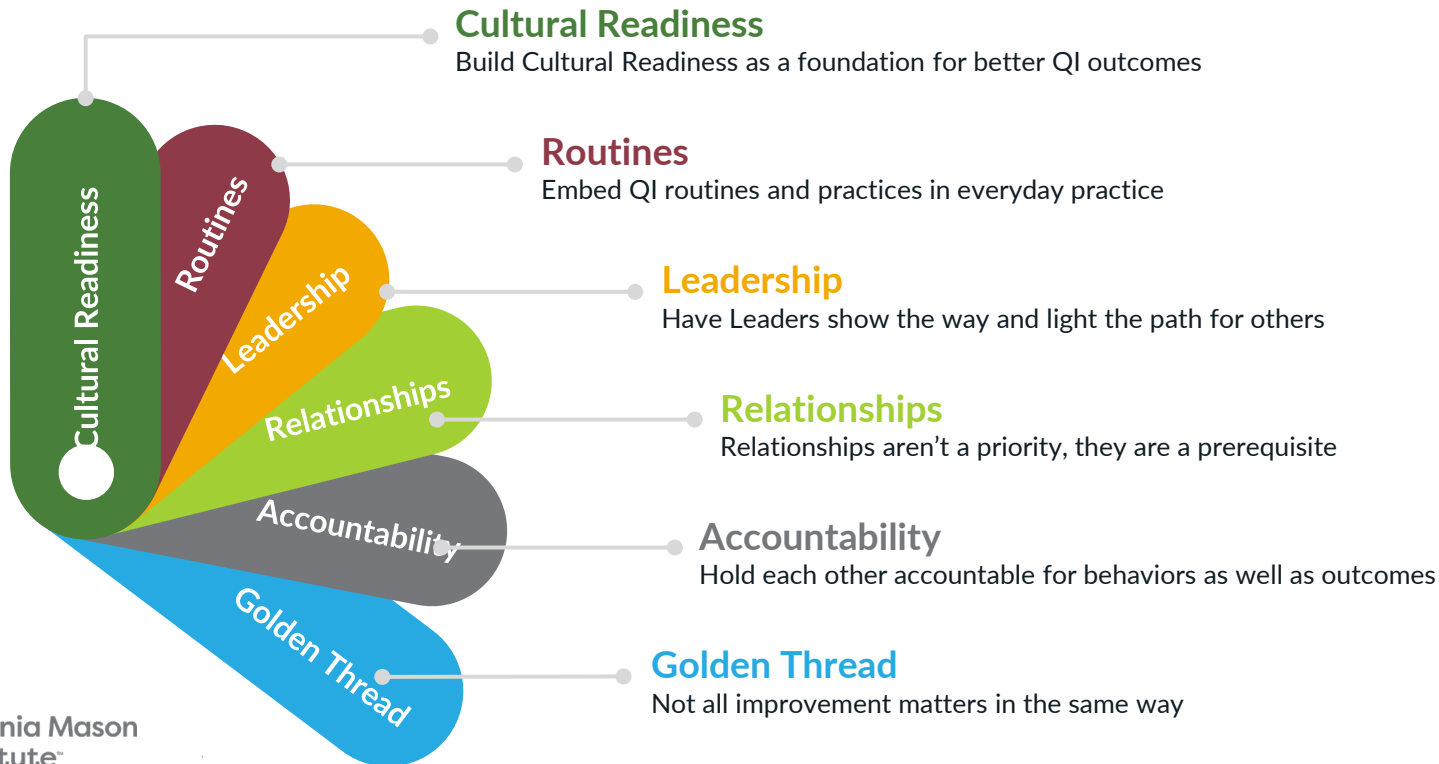 Cultural Readiness
Build Cultural Readiness as a foundation for better QI outcomes
Routines
Embed QI routines and practices in everyday practice
Leadership
Have Leaders show the way and light the path for others
Relationships
Relationships aren’t a priority, they are a prerequisite
Accountability
Hold each other accountable for behaviors as well as outcomes
Golden Thread
Not all improvement matters in the same way
Cultural Readiness
Routines
Leadership
Relationships
Accountability
Golden Thread
nia Mason
tute™